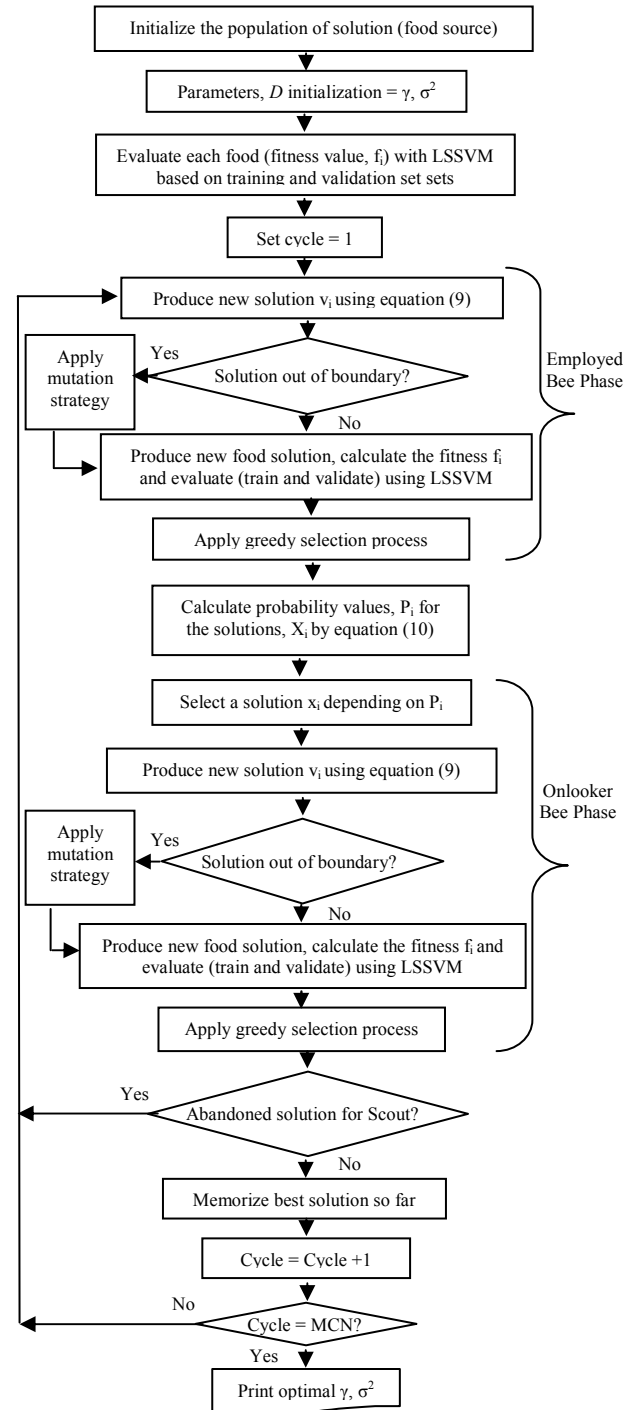 Initialize the population of solution (food source)
Parameters, D initialization = γ, σ²
Evaluate each food (fitness value, fᵢ) with LSSVM
based on training and validation set sets
Set cycle = 1
Produce new solution vᵢ using equation (9)
Apply
mutation
strategy
Yes
Solution out of boundary?
Employed
Bee Phase
No
Produce new food solution, calculate the fitness fᵢ
and evaluate (train and validate) using LSSVM
Apply greedy selection process
Calculate probability values, Pᵢ for
the solutions, Xᵢ by equation (10)
Select a solution xᵢ depending on Pᵢ
Produce new solution vᵢ using equation (9)
Onlooker
Bee Phase
Apply
mutation
strategy
Yes
Solution out of boundary?
No
Produce new food solution, calculate the fitness fᵢ and
evaluate (train and validate) using LSSVM
Apply greedy selection process
Yes
Abandoned solution for Scout?
No
Memorize best solution so far
Cycle = Cycle +1
No
Cycle = MCN?
Yes
Print optimal γ, σ²